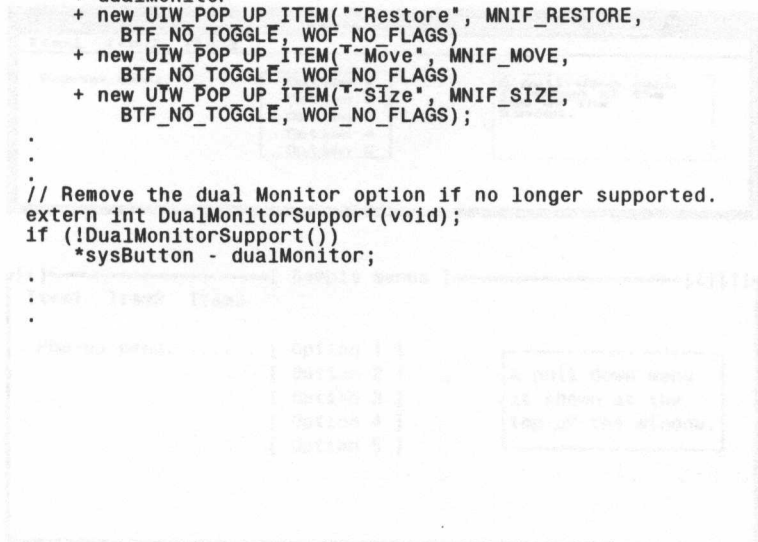 + new UIW_POP_UP_ITEM("~Restore", MNIF_RESTORE,
        BTF_NO_TOGGLE, WOF_NO_FLAGS)
    + new UIW_POP_UP_ITEM("~Move", MNIF_MOVE,
        BTF_NO_TOGGLE, WOF_NO_FLAGS)
    + new UIW_POP_UP_ITEM("~Size", MNIF_SIZE,
        BTF_NO_TOGGLE, WOF_NO_FLAGS);
.
.
.
// Remove the dual Monitor option if no longer supported.
extern int DualMonitorSupport(void);
if (!DualMonitorSupport())
    *sysButton - dualMonitor;
.
.
.